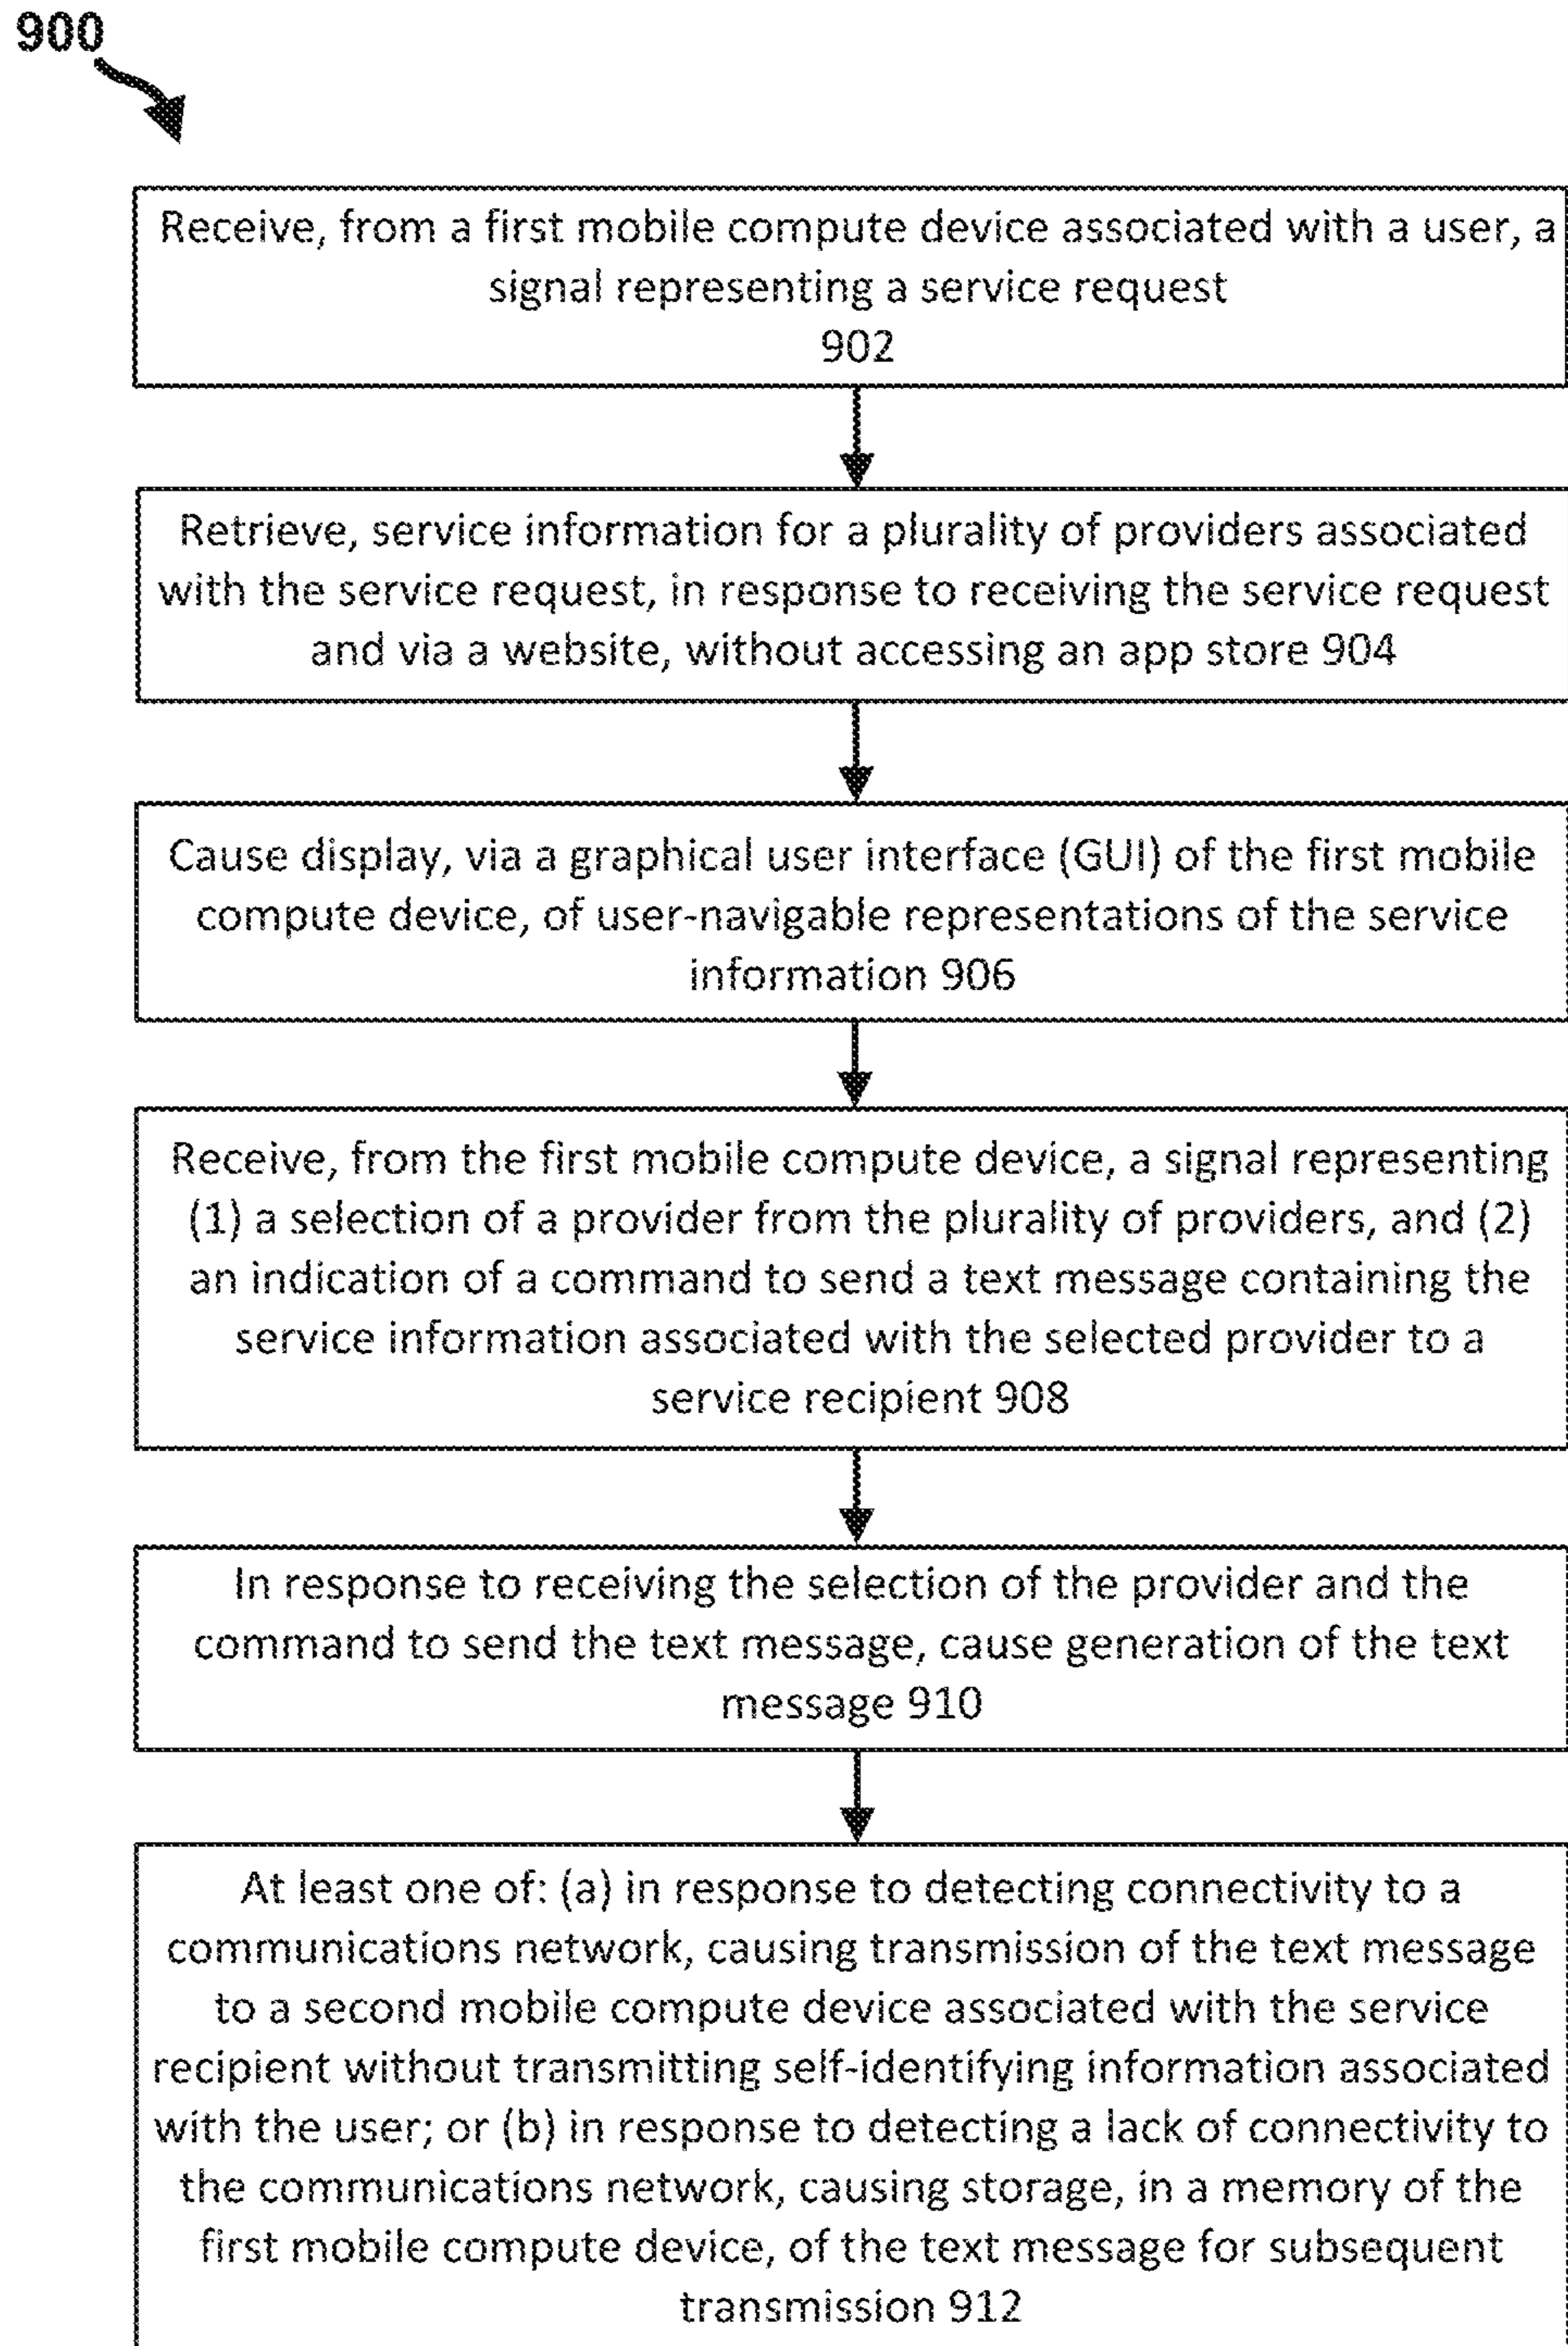 900
Receive, from a first mobile compute device associated with a user, a
signal representing a service request
902
Retrieve, service information for a plurality of providers associated
with the service request, in response to receiving the service request
and via a website, without accessing an app store 904
Cause display, via a graphical user interface (GUI) of the first mobile
compute device, of user-navigable representations of the service
information 906
Receive, from the first mobile compute device, a signal representing
(1) a selection of a provider from the plurality of providers, and (2)
an indication of a command to send a text message containing the
service information associated with the selected provider to a
service recipient 908
In response to receiving the selection of the provider and the
command to send the text message, cause generation of the text
message 910
At least one of: (a) in response to detecting connectivity to a
communications network, causing transmission of the text message
to a second mobile compute device associated with the service
recipient without transmitting self-identifying information associated
with the user; or (b) in response to detecting a lack of connectivity to
the communications network, causing storage, in a memory of the
first mobile compute device, of the text message for subsequent
transmission 912